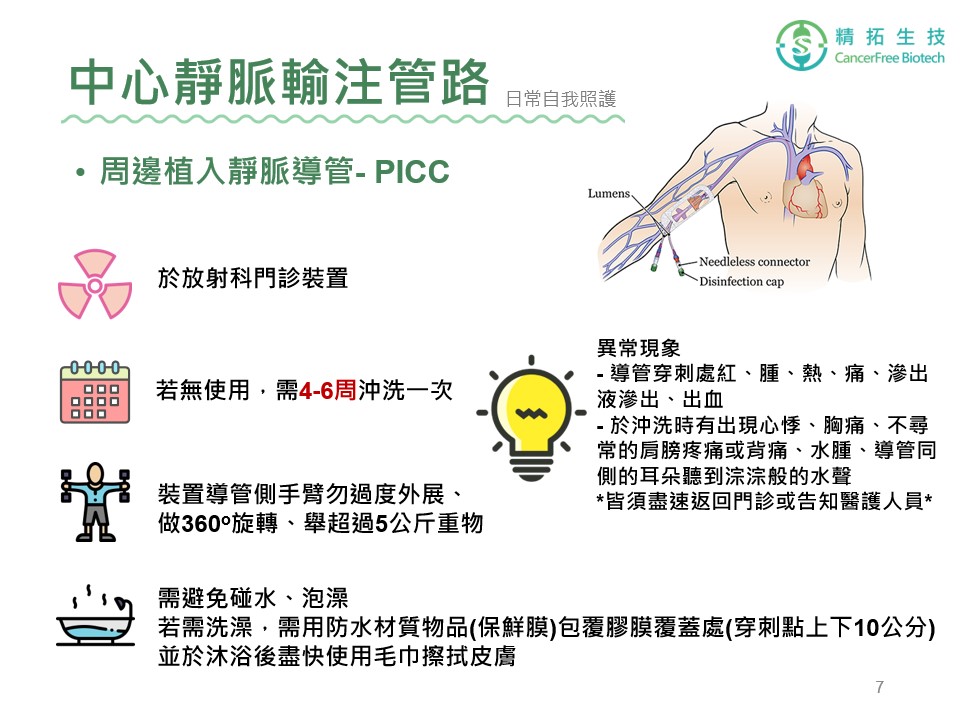 精拓生技
CancerFree Biotech
中心靜脈輸注管路 日常自我照護
• 周邊植入靜脈導管- PICC
Lumens
Needleless connector
Disinfection cap
於放射科門診裝置
若無使用，需4-6周沖洗一次
裝置導管側手臂勿過度外展、
做360º旋轉、舉超過5公斤重物
異常現象
- 導管穿刺處紅、腫、熱、痛、滲出
液滲出、出血
- 於沖洗時有出現心悸、胸痛、不尋
常的肩膀疼痛或背痛、水腫、導管同
側的耳朵聽到淙淙般的水聲
*皆須盡速返回門診或告知醫護人員*
需避免碰水、泡澡
若需洗澡，需用防水材質物品(保鮮膜)包覆膠膜覆蓋處(穿刺點上下10公分)
並於沐浴後盡快使用毛巾擦拭皮膚
7